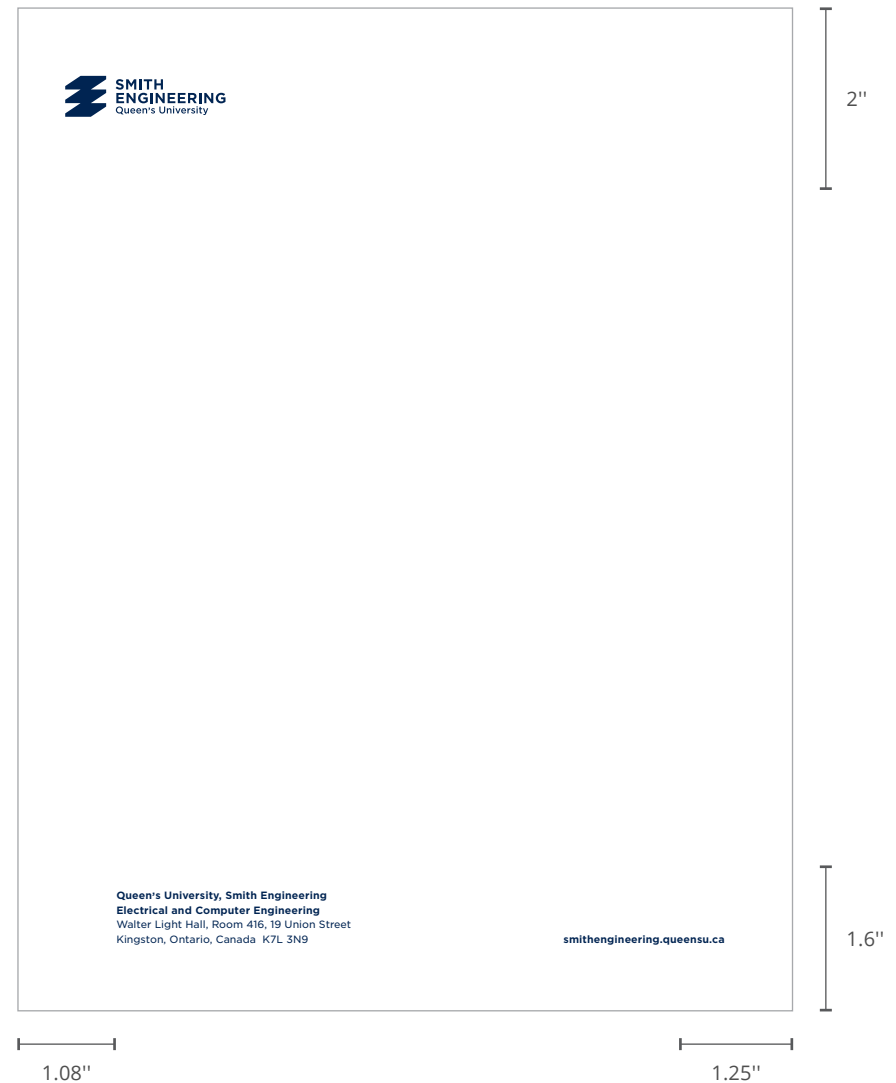 SMITH
ENGINEERING
Queen's University
2"
Queen's University, Smith Engineering
Electrical and Computer Engineering
Walter Light Hall, Room 416, 19 Union Street
Kingston, Ontario, Canada  K7L 3N9
smithengineering.queensu.ca
1.6"
1.08"
1.25"